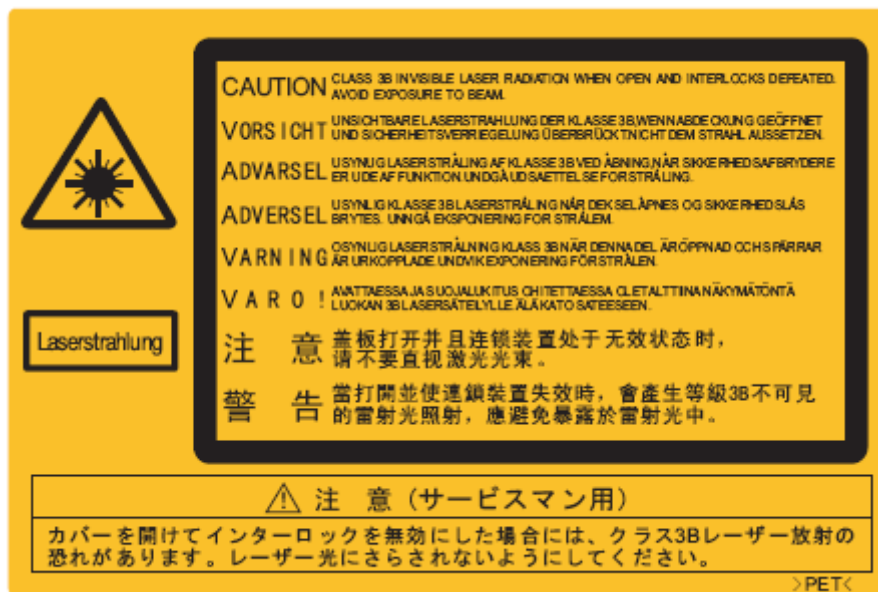 CAUTION CLASS 3B INVISIBLE LASER RADIATION WHEN OPEN AND INTERLOCKS DEFEATED.
AVOID EXPOSURE TO BEAM.
VORSICHT UNSICHTBARE LASERSTRAHLUNG DER KLASSE 3B,WENN ABDECKUNG GEÖFFNET
UND SICHERHEITSVERRIEGELUNG ÜBERBRÜCKT.NICHT DEM STRAHL AUSSETZEN.
ADVARSEL USYNLIG LASERSTRÅLING AF KLASSE 3B VED ÅBNING,NÅR SIKKERHEDSAFBRYDERE
ER UDE AF FUNKTION UNDGÅ UDSAETTELSE FOR STRÅLING.
ADVERSEL USYNLIG KLASSE 3B LASERSTRÅLING NÅR DEKSEL ÅPNES OG SIKKERHEDSLÅS
BRYTES. UNNGÅ EKSPONERING FOR STRÅLEM.
VARNING OSYNLIG LASERSTRÅLNING KLASS 3B NÄR DENNA DEL ÄR ÖPPNAD OCH SPÄRRAR
ÄR URKOPPLADE. UNDVIK EXPONERING FÖR STRÅLEN.
VARO! AVATTAESSA JA SUOJALUKITUS OHITETTAESSA OLET ALTTIINA NÄKYMÄTÖNTÄ
LUOKAN 3B LASERSÄTEILYLLE. ÄLÄ KATO SATEESEEN.
Laserstrahlung
注 意 盖板打开并且连锁装置处于无效状态时，
请不要直视激光光束。
警 告 當打開並使連鎖裝置失效時，會產生等級3B不可見
的雷射光照射，應避免暴露於雷射光中。
注 意（サービスマン用）
カバーを開けてインターロックを無効にした場合には、クラス3Bレーザー放射の
恐れがあります。レーザー光にさらされないようにしてください。
>PET<